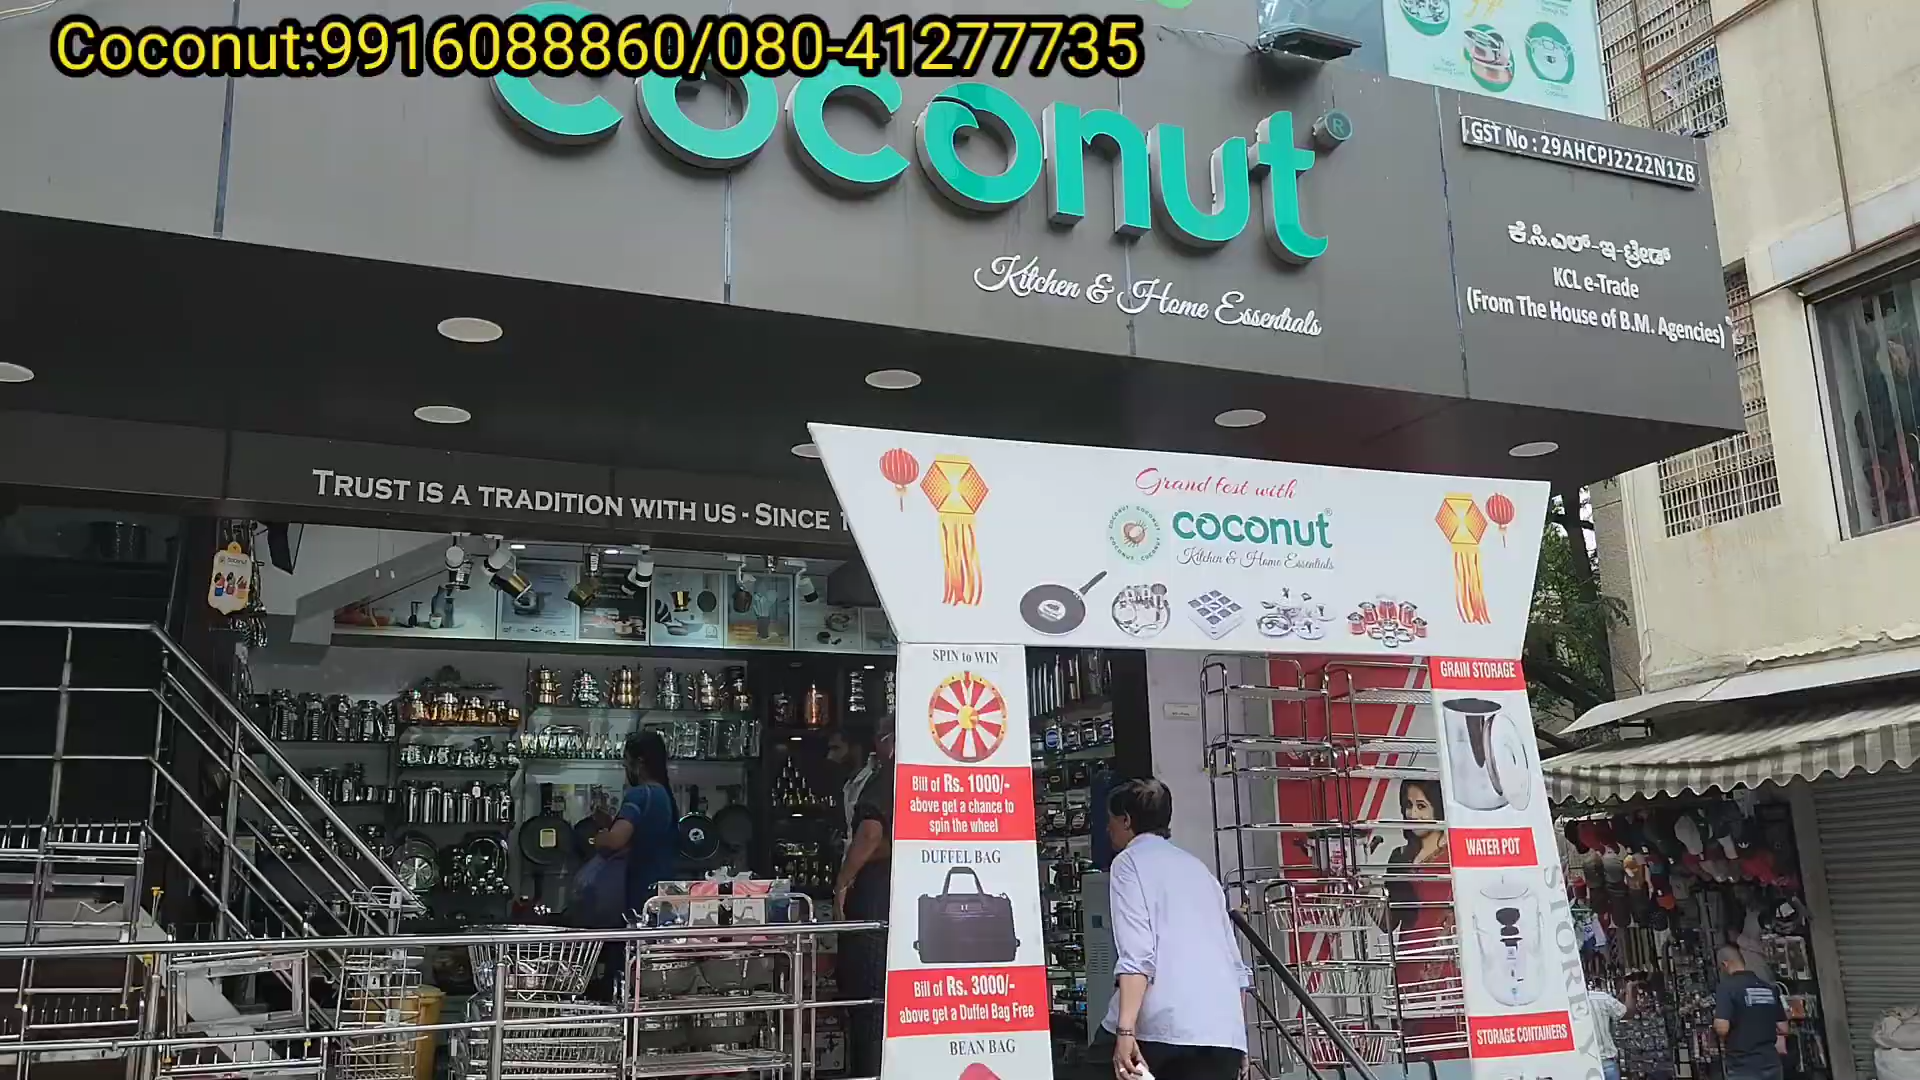 Coconut:9916088860/080-41277735
coconut®
Kitchen & Home Essentials
GST No : 29AHCPJ2222N1ZB
ಕೆ.ಸಿ.ಎಲ್-ಇ-ಟ್ರೇಡ್
KCL e-Trade
(From The House of B.M. Agencies)
TRUST IS A TRADITION WITH US - SINCE
Grand fest with
coconut®
Kitchen & Home Essentials
SPIN to WIN
Bill of Rs. 1000/-
above get a chance to
spin the wheel
DUFFEL BAG
Bill of Rs. 3000/-
above get a Duffel Bag Free
BEAN BAG
GRAIN STORAGE
WATER POT
STORAGE CONTAINERS